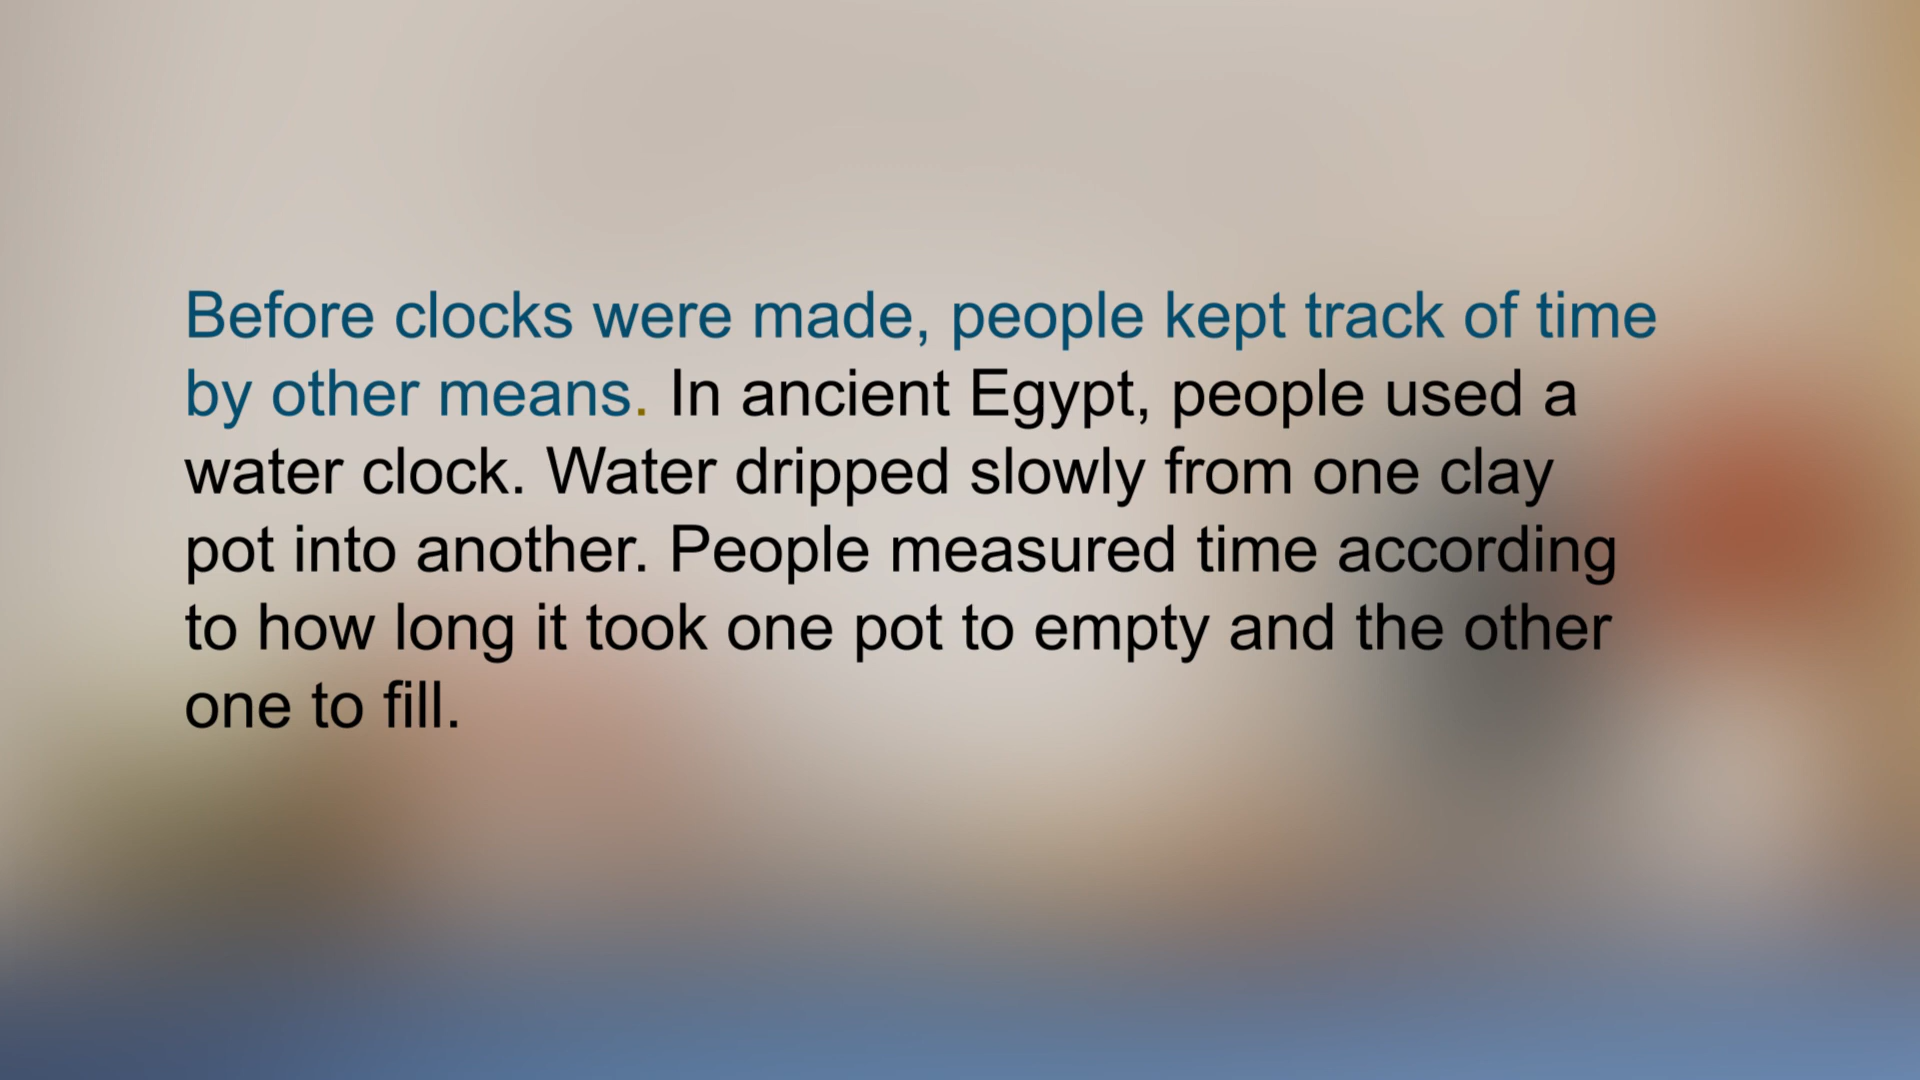 Before clocks were made, people kept track of time
by other means. In ancient Egypt, people used a
water clock. Water dripped slowly from one clay
pot into another. People measured time according
to how long it took one pot to empty and the other
one to fill.